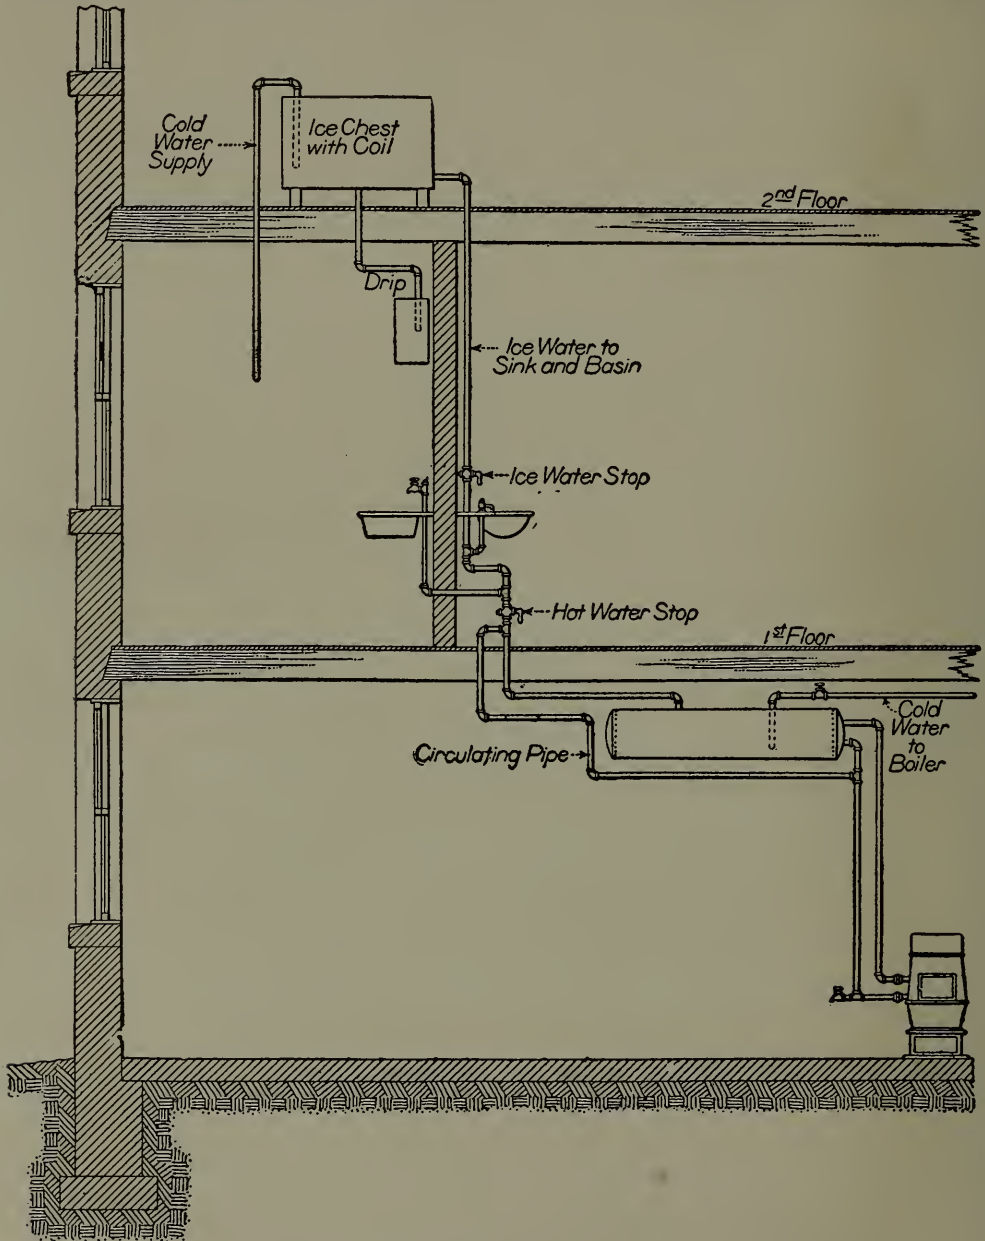 Cold
Water
Supply
Ice Chest
with Coil
2nd Floor
Drip
Ice Water to
Sink and Basin
Ice Water Stop
Hot Water Stop
1st Floor
Cold
Water
to
Boiler
Circulating Pipe